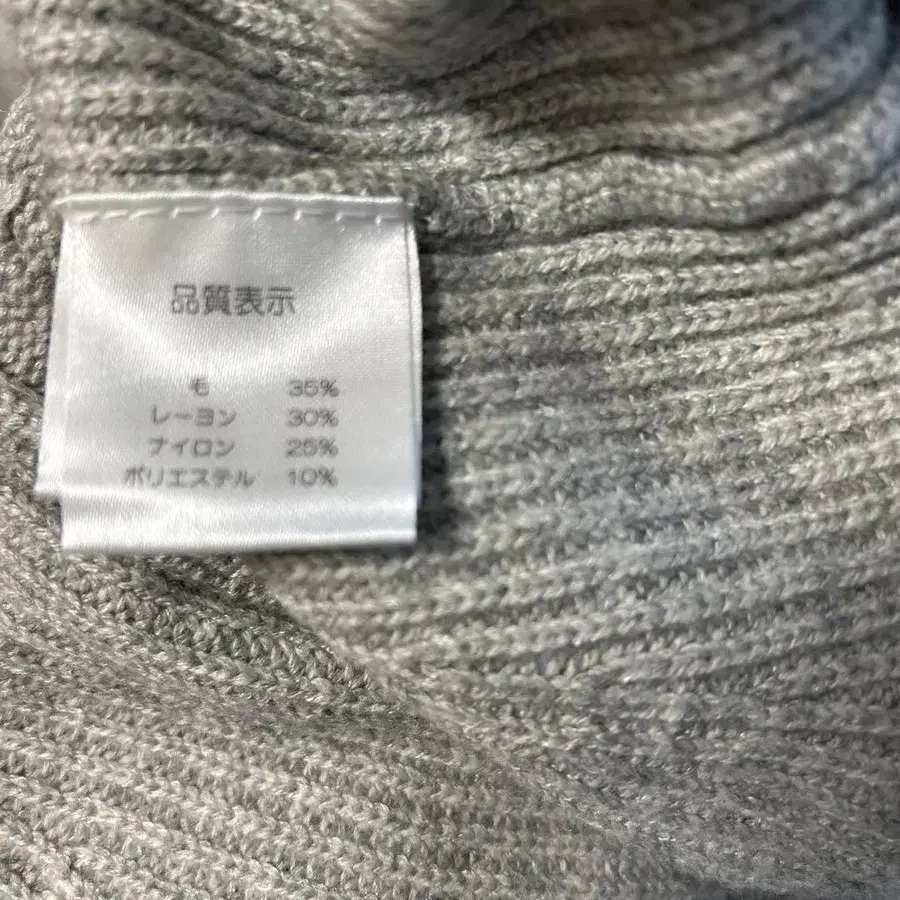 品質表示
毛 35%
レーヨン 30%
ナイロン 25%
ポリエステル 10%